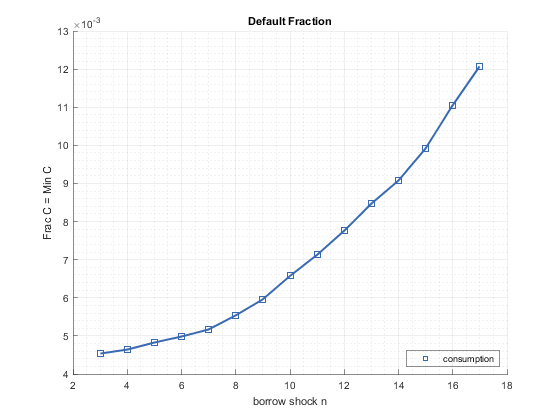 Default Fraction
×10⁻³
13
12
11
10
9
8
7
6
5
4
Frac C = Min C
2 4 6 8 10 12 14 16 18
borrow shock n
consumption